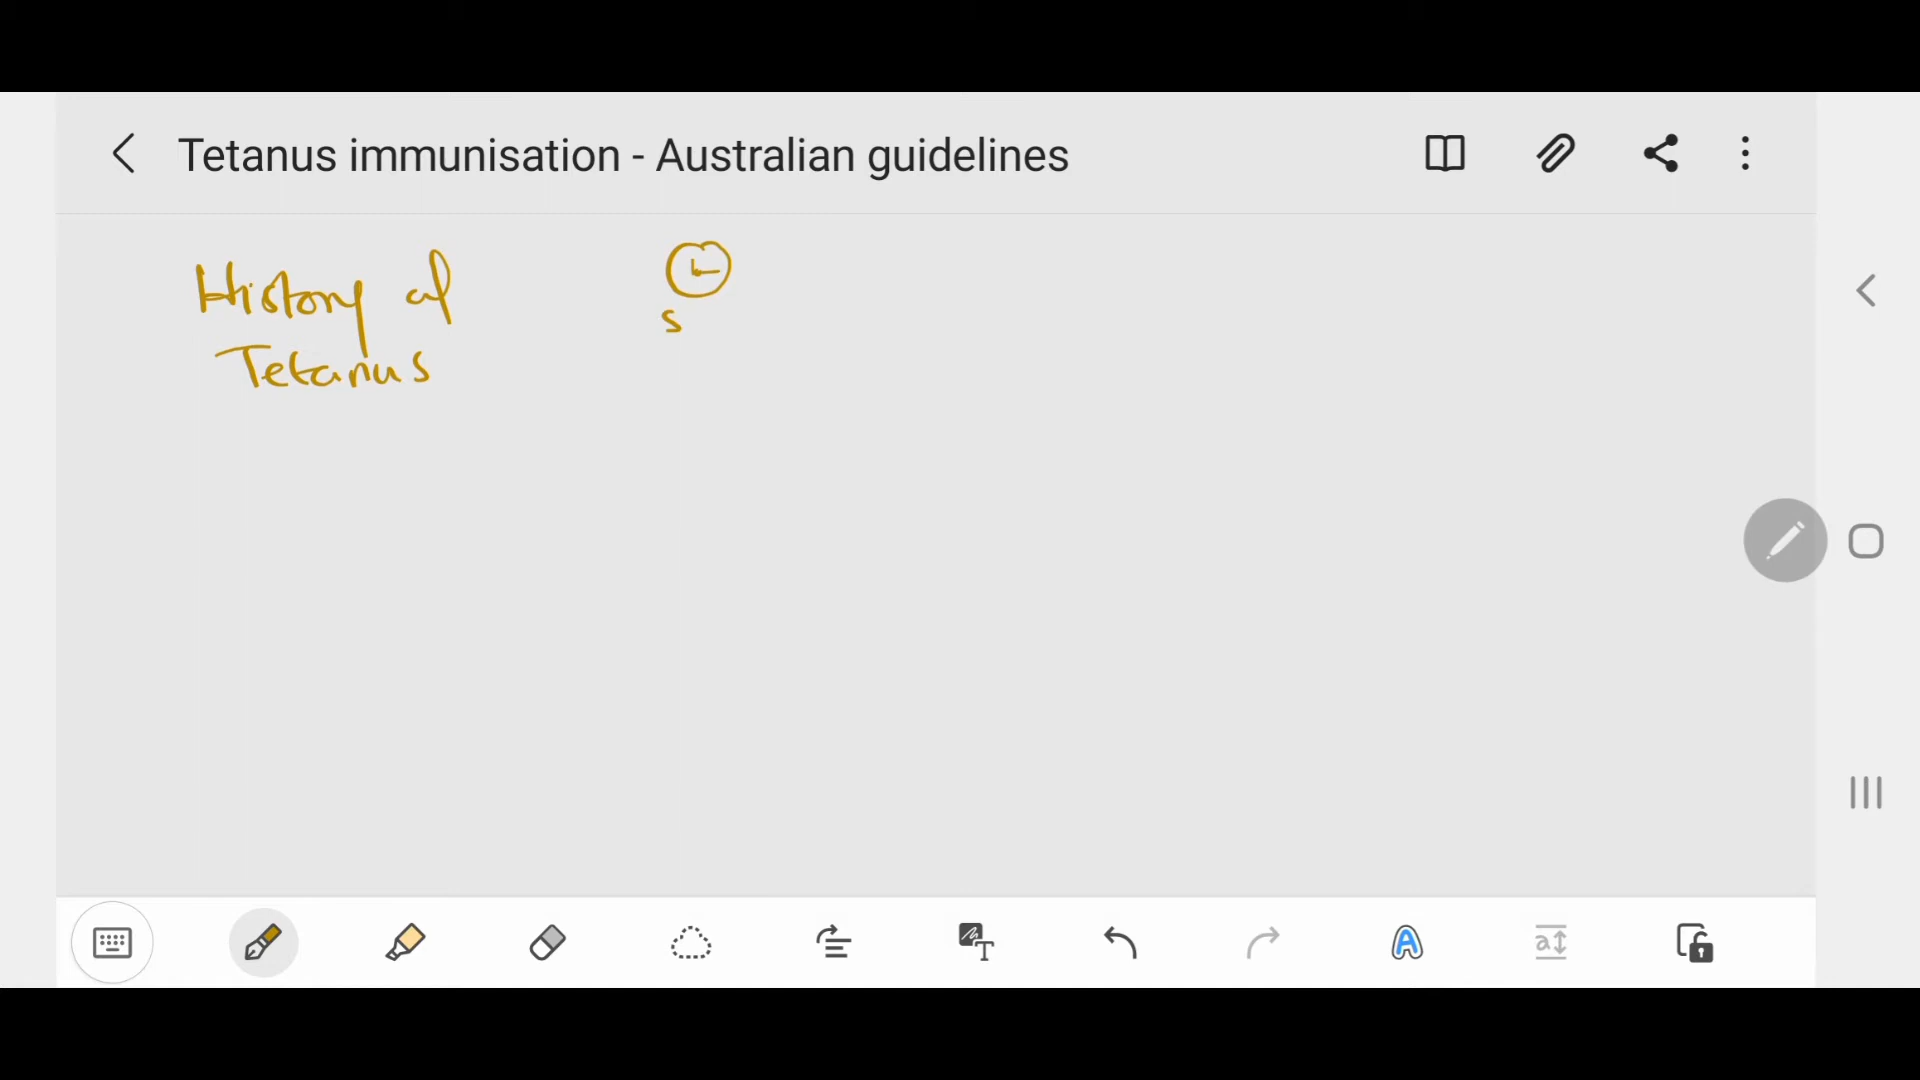 Tetanus immunisation - Australian guidelines
History of
Tetanus
s